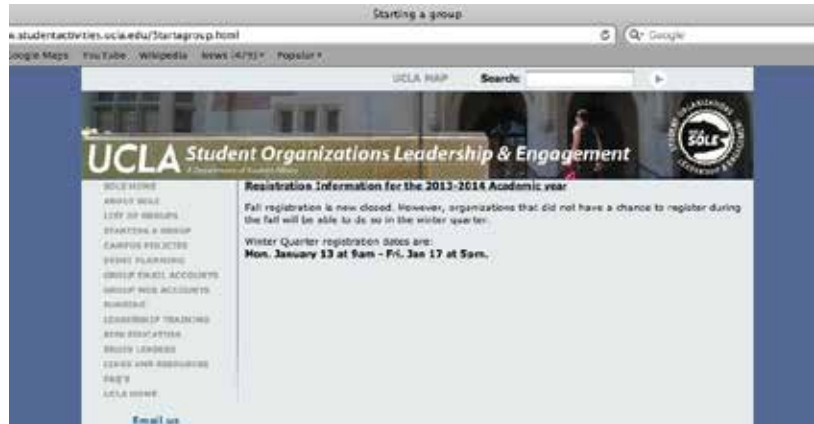 Starting a group
studentactivities.ucla.edu/Startagroup.html
Google
Google Maps YouTube Wikipedia News (479) Popular
UCLA MAP Search:
UCLA Student Organizations Leadership & Engagement
SOLE
SOLE HOME
ABOUT SOLE
LIST OF GROUPS
STARTING A GROUP
CAMPUS POLICIES
EVENT PLANNING
GROUP EMAIL ACCOUNTS
GROUP WEB ACCOUNTS
FUNDING
LEADERSHIP TRAINING
LINKS AND RESOURCES
FAQ'S
UCLA HOME
Email us
Registration Information for the 2013-2014 Academic year
Fall registration is now closed. However, organizations that did not have a chance to register during
the fall will be able to do so in the winter quarter.
Winter Quarter registration dates are:
Mon. January 13 at 9am - Fri. Jan 17 at 5am.